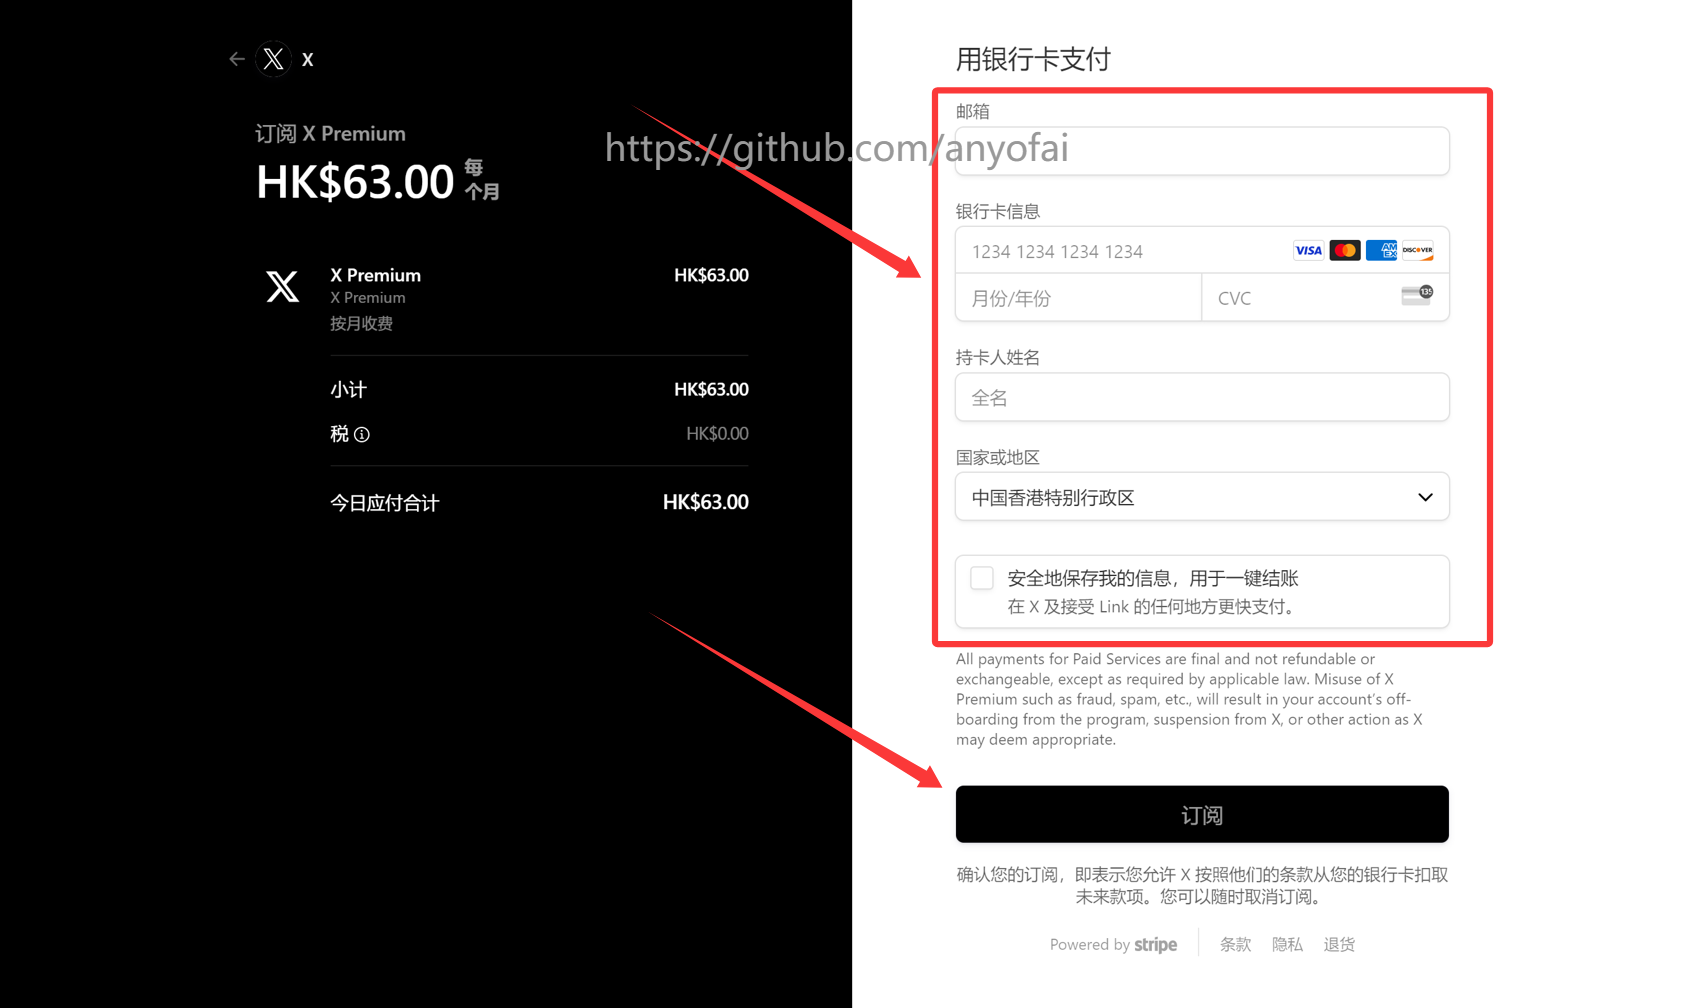 X
订阅 X Premium
HK$63.00 每
个月
X Premium HK$63.00
X Premium
按月收费
小计 HK$63.00
税 HK$0.00
今日应付合计 HK$63.00
https://github.com/anyofai
用银行卡支付
邮箱
银行卡信息
1234 1234 1234 1234 VISA AM EX DISCOVER
月份/年份 CVC 135
持卡人姓名
全名
国家或地区
中国香港特别行政区
安全地保存我的信息，用于一键结账
在 X 及接受 Link 的任何地方更快支付。
All payments for Paid Services are final and not refundable or
exchangeable, except as required by applicable law. Misuse of X
Premium such as fraud, spam, etc., will result in your account's off-
boarding from the program, suspension from X, or other action as X
may deem appropriate.
订阅
确认您的订阅，即表示您允许 X 按照他们的条款从您的银行卡扣取
未来款项。您可以随时取消订阅。
Powered by stripe 条款 隐私 退货